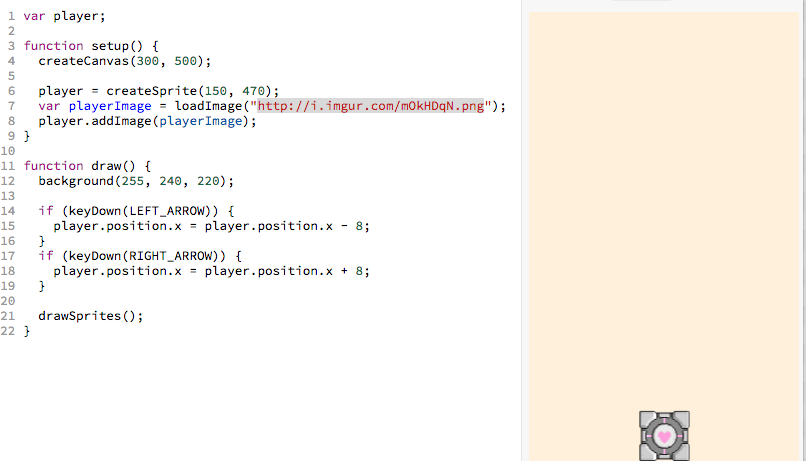 1 var player;
2
3 function setup() {
4   createCanvas(300, 500);
5
6   player = createSprite(150, 470);
7   var playerImage = loadImage("http://i.imgur.com/mOkHDqN.png");
8   player.addImage(playerImage);
9 }
10
11 function draw() {
12   background(255, 240, 220);
13
14   if (keyDown(LEFT_ARROW)) {
15     player.position.x = player.position.x - 8;
16   }
17   if (keyDown(RIGHT_ARROW)) {
18     player.position.x = player.position.x + 8;
19   }
20
21   drawSprites();
22 }